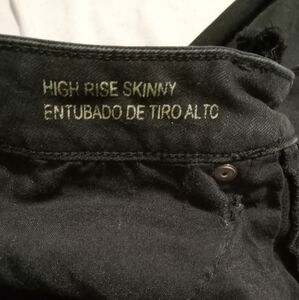 HIGH RISE SKINNY
ENTUBADO DE TIRO ALTO